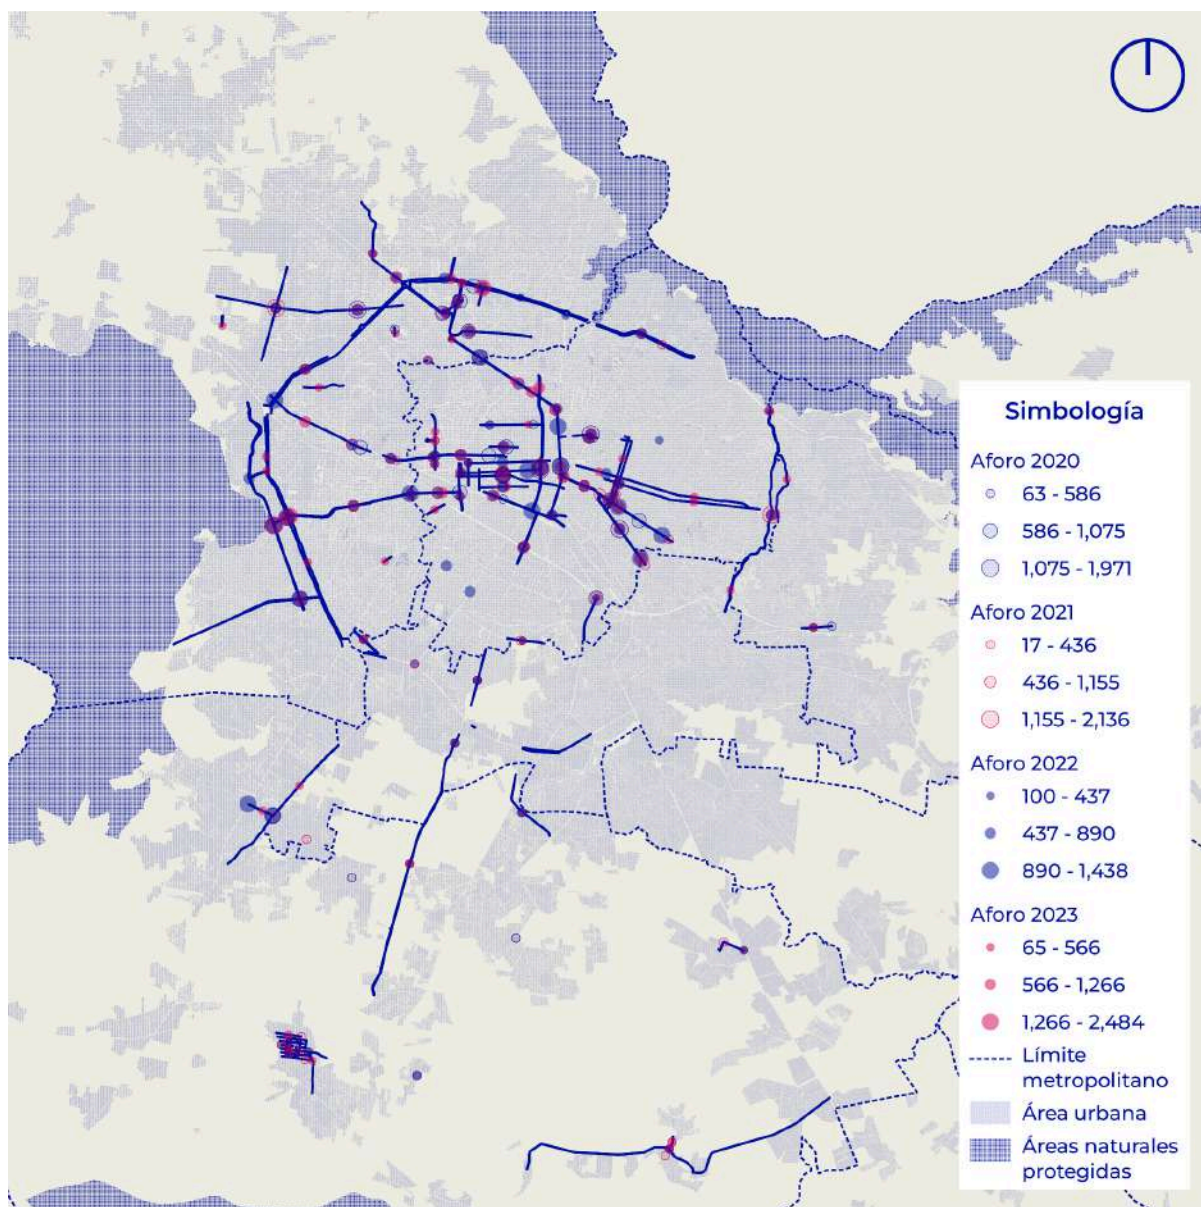 Simbología
Aforo 2020
63 - 586
586 - 1,075
1,075 - 1,971
Aforo 2021
17 - 436
436 - 1,155
1,155 - 2,136
Aforo 2022
100 - 437
437 - 890
890 - 1,438
Aforo 2023
65 - 566
566 - 1,266
1,266 - 2,484
Límite
metropolitano
Área urbana
Áreas naturales
protegidas